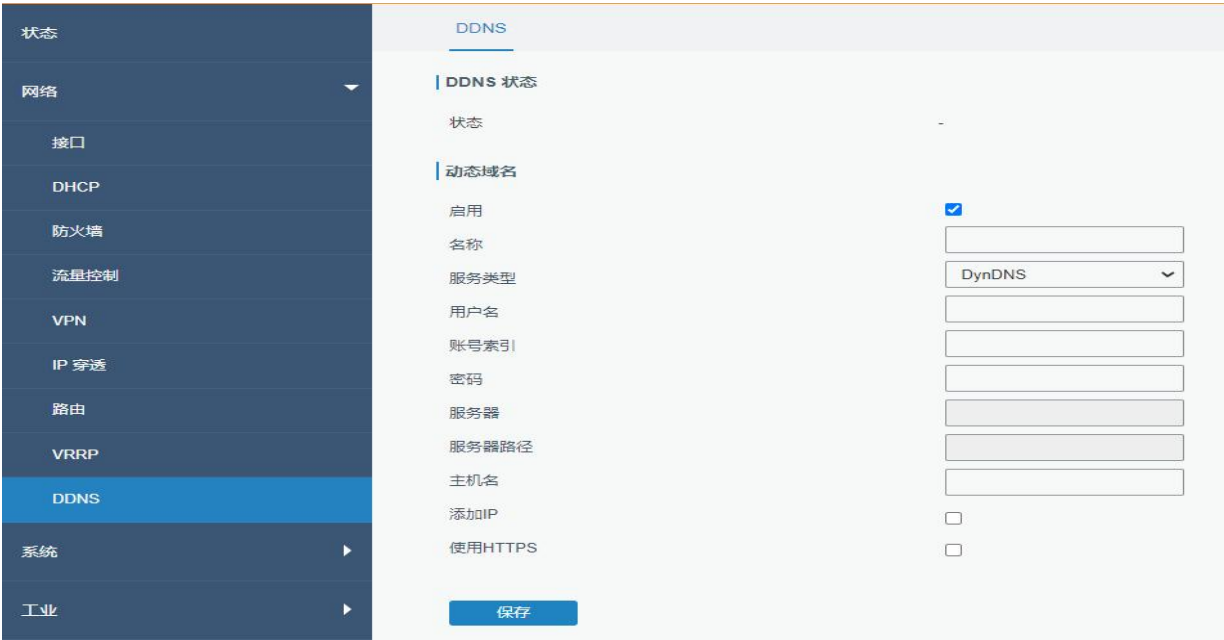 状态
网络
接口
DHCP
防火墙
流量控制
VPN
IP 穿透
路由
VRRP
DDNS
系统
工业
DDNS
DDNS 状态
状态 -
动态域名
启用
名称
服务类型 DynDNS
用户名
账号索引
密码
服务器
服务器路径
主机名
添加IP
使用HTTPS
保存